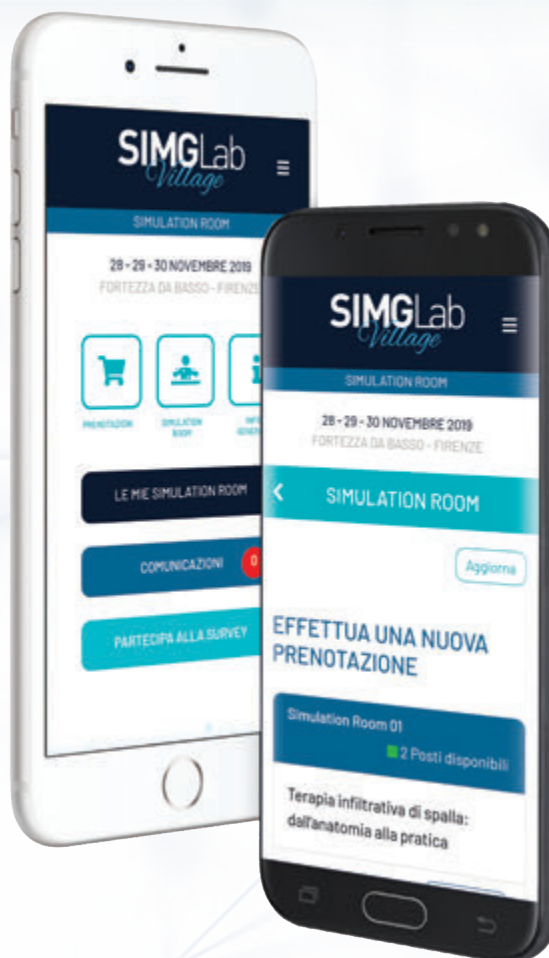 SIMGLab
Village
SIMULATION ROOM
28 - 29 - 30 NOVEMBRE 2019
FORTEZZA DA BASSO - FIRENZE
PRENOTAZIONI
SIMULATION
ROOM
LE MIE SIMULATION ROOM
COMUNICAZIONI
0
PARTECIPA ALLA SURVEY
SIMGLab
Village
SIMULATION ROOM
28 - 29 - 30 NOVEMBRE 2019
FORTEZZA DA BASSO - FIRENZE
SIMULATION ROOM
Aggiorna
EFFETTUA UNA NUOVA
PRENOTAZIONE
Simulation Room 01
2 Posti disponibili
Terapia infiltrativa di spalla:
dall'anatomia alla pratica